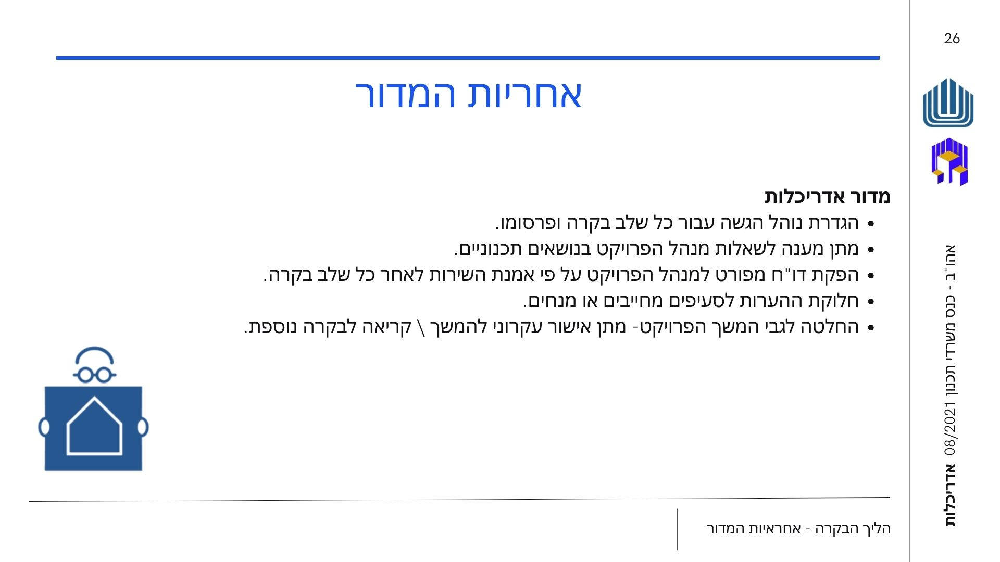 26
אחריות המדור
מדור אדריכלות
• הגדרת נוהל הגשה עבור כל שלב בקרה ופרסומו.
• מתן מענה לשאלות מנהל הפרויקט בנושאים תכנוניים.
• הפקת דו"ח מפורט למנהל הפרויקט על פי אמנת השירות לאחר כל שלב בקרה.
• חלוקת ההערות לסעיפים מחייבים או מנחים.
• החלטה לגבי המשך הפרויקט- מתן אישור עקרוני להמשך \ קריאה לבקרה נוספת.
אהו"ב - כנס משרדי תכנון 08/2021 אדריכלות
הליך הבקרה - אחראיות המדור